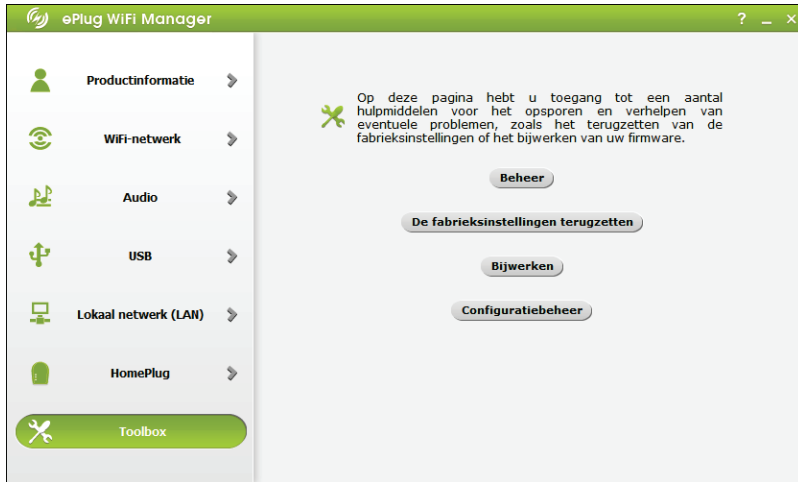 ePlug WiFi Manager
? _ ×
Productinformatie
WiFi-netwerk
Audio
USB
Lokaal netwerk (LAN)
HomePlug
Toolbox
Op deze pagina hebt u toegang tot een aantal
hulpmiddelen voor het opsporen en verhelpen van
eventuele problemen, zoals het terugzetten van de
fabrieksinstellingen of het bijwerken van uw firmware.
Beheer
De fabrieksinstellingen terugzetten
Bijwerken
Configuratiebeheer